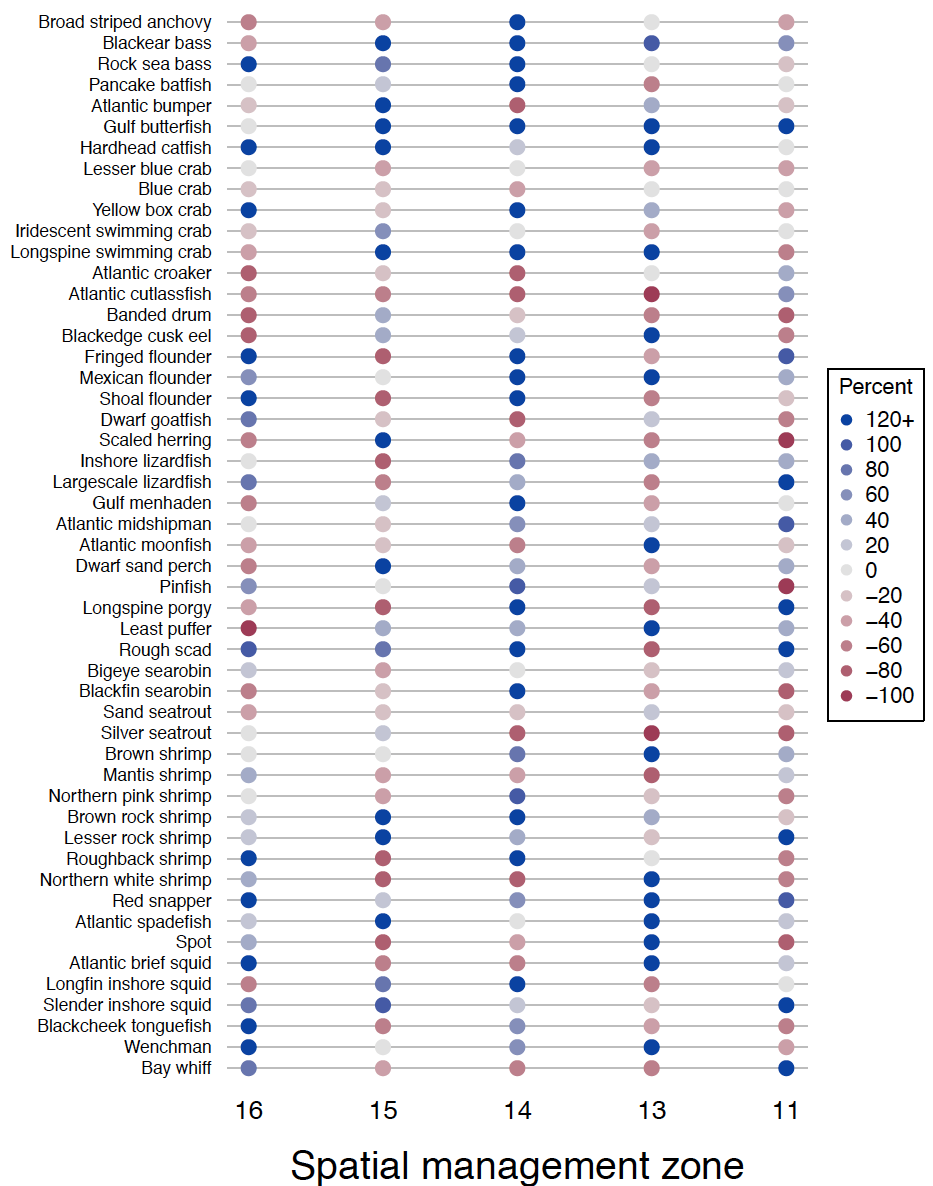 Broad striped anchovy
Blackear bass
Rock sea bass
Pancake batfish
Atlantic bumper
Gulf butterfish
Hardhead catfish
Lesser blue crab
Blue crab
Yellow box crab
Iridescent swimming crab
Longspine swimming crab
Atlantic croaker
Atlantic cutlassfish
Banded drum
Blackedge cusk eel
Fringed flounder
Mexican flounder
Shoal flounder
Dwarf goatfish
Scaled herring
Inshore lizardfish
Largescale lizardfish
Gulf menhaden
Atlantic midshipman
Atlantic moonfish
Dwarf sand perch
Pinfish
Longspine porgy
Least puffer
Rough scad
Bigeye searobin
Blackfin searobin
Sand seatrout
Silver seatrout
Brown shrimp
Mantis shrimp
Northern pink shrimp
Brown rock shrimp
Lesser rock shrimp
Roughback shrimp
Northern white shrimp
Red snapper
Atlantic spadefish
Spot
Atlantic brief squid
Longfin inshore squid
Slender inshore squid
Blackcheek tonguefish
Wenchman
Bay whiff
16 15 14 13 11
Spatial management zone
Percent
120+
100
80
60
40
20
0
−20
−40
−60
−80
−100